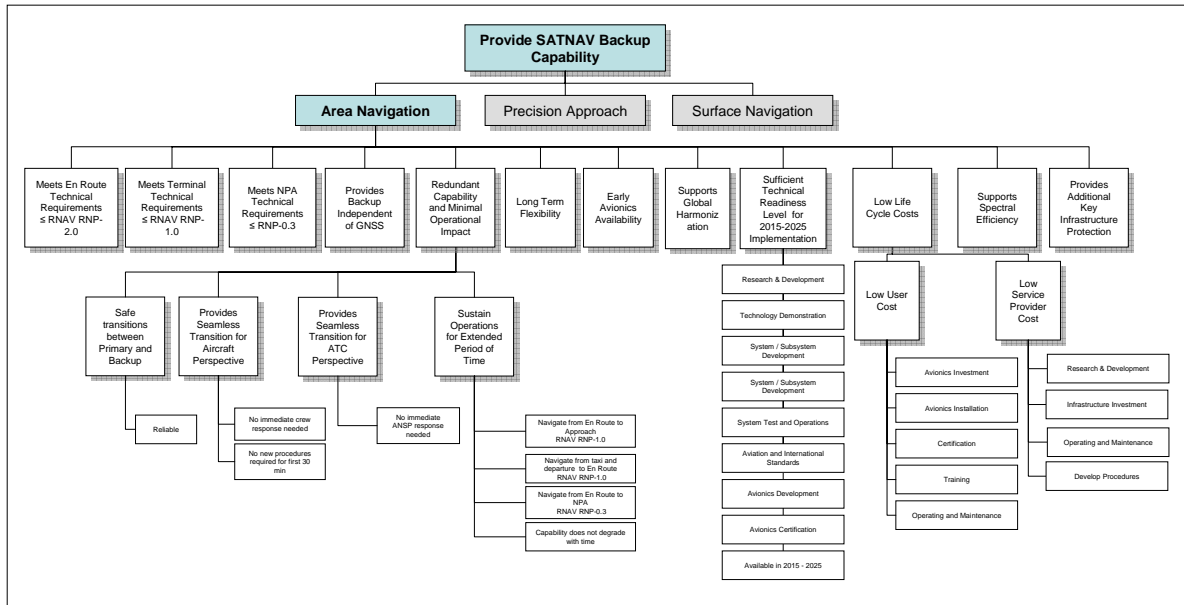 Provide SATNAV Backup
Capability
Area Navigation
Precision Approach
Surface Navigation
Meets En Route
Technical
Requirements
≤ RNAV RNP-
2.0
Meets Terminal
Technical
Requirements
≤ RNAV RNP-
1.0
Meets NPA
Technical
Requirements
≤ RNP-0.3
Provides
Backup
Independent
of GNSS
Redundant
Capability
and Minimal
Operational
Impact
Long Term
Flexibility
Early
Avionics
Availability
Supports
Global
Harmoniz
ation
Sufficient
Technical
Readiness
Level for
2015-2025
Implementation
Low Life
Cycle Costs
Supports
Spectral
Efficiency
Provides
Additional
Key
Infrastructure
Protection
Safe
transitions
between
Primary and
Backup
Provides
Seamless
Transition for
Aircraft
Perspective
Provides
Seamless
Transition for
ATC
Perspective
Sustain
Operations
for Extended
Period of
Time
Reliable
No immediate crew
response needed
No new procedures
required for first 30
min
No immediate
ANSP response
needed
Navigate from En Route to
Approach
RNAV RNP-1.0
Navigate from taxi and
departure to En Route
RNAV RNP-1.0
Navigate from En Route to
NPA
RNAV RNP-0.3
Capability does not degrade
with time
Research & Development
Technology Demonstration
System / Subsystem
Development
System / Subsystem
Development
System Test and Operations
Aviation and International
Standards
Avionics Development
Avionics Certification
Available in 2015 - 2025
Low User
Cost
Avionics Investment
Avionics Installation
Certification
Training
Operating and Maintenance
Low
Service
Provider
Cost
Research & Development
Infrastructure Investment
Operating and Maintenance
Develop Procedures